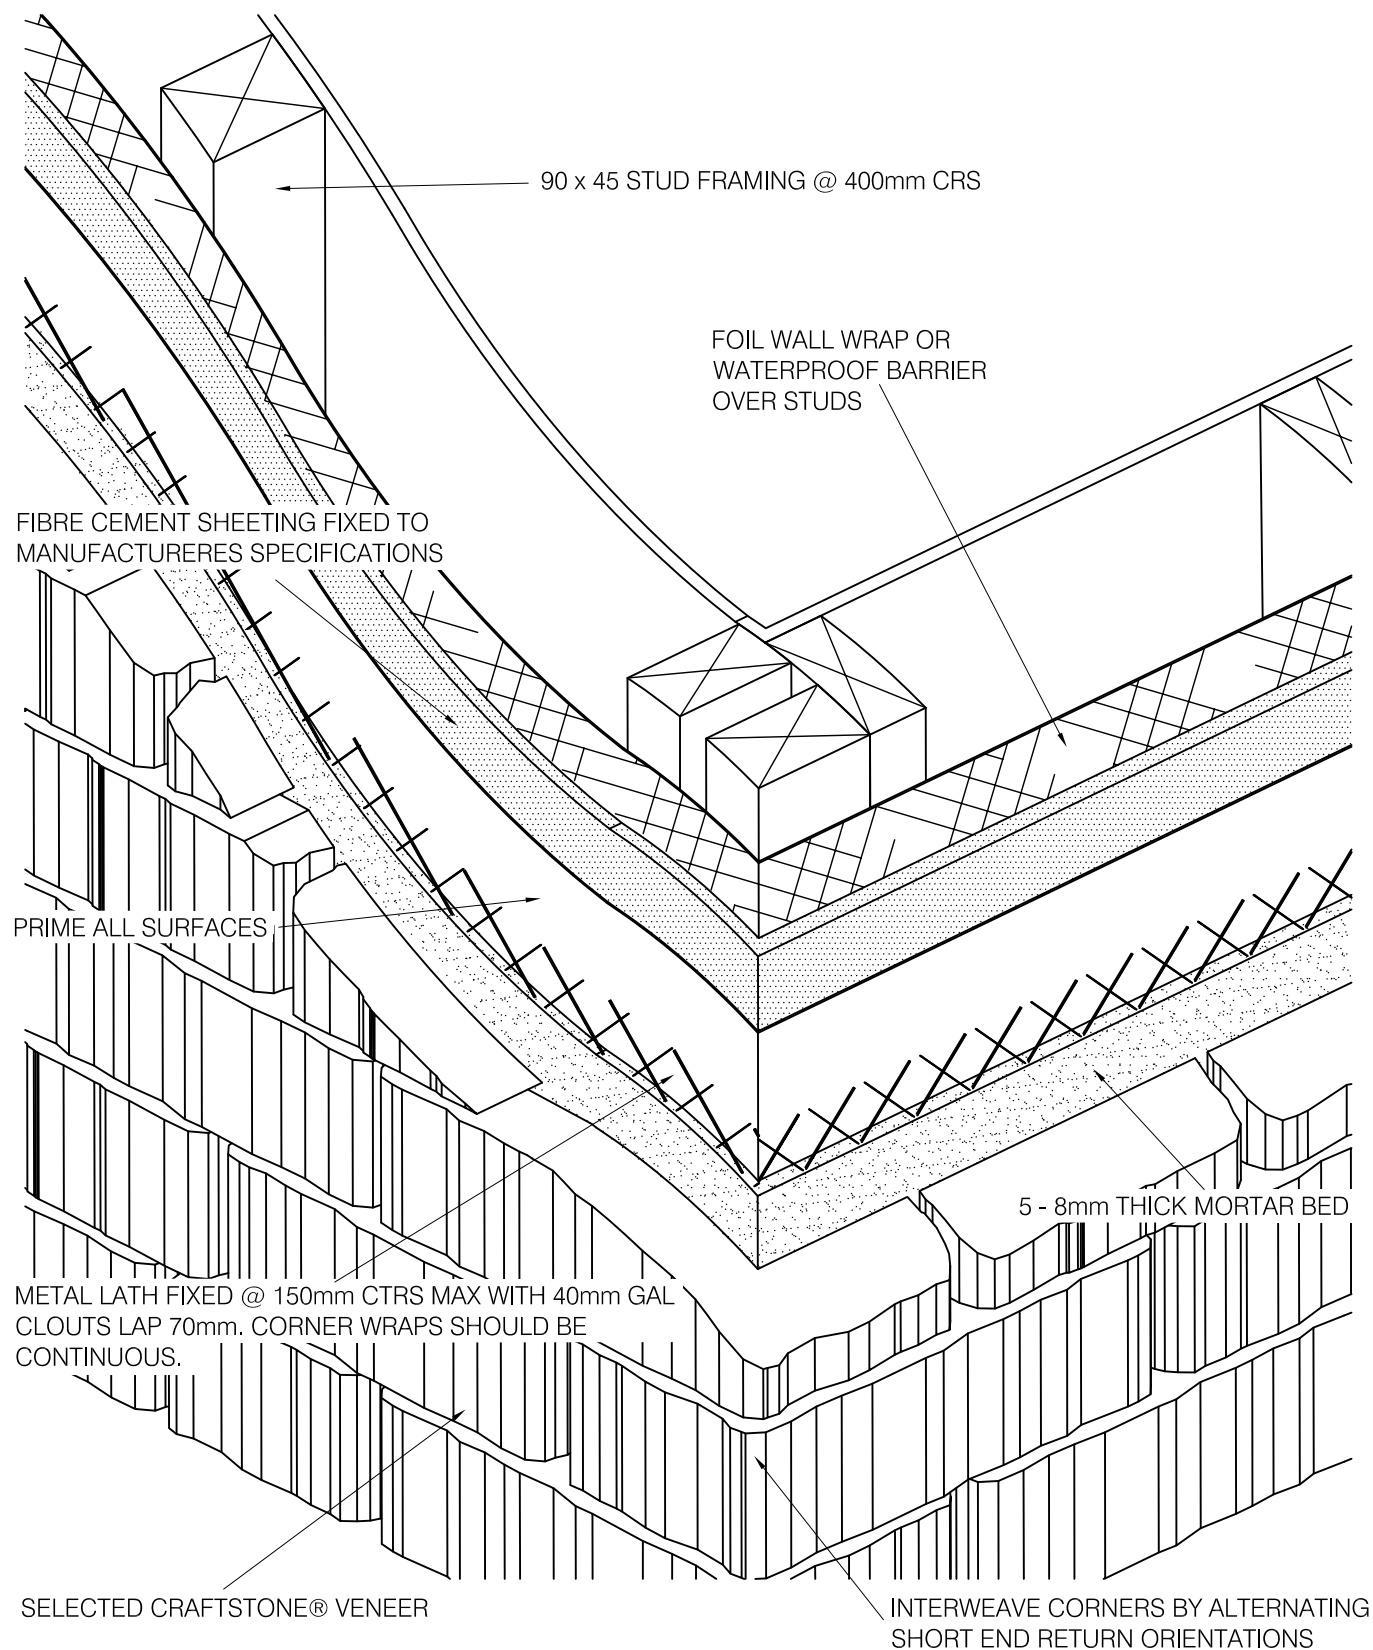 90 x 45 STUD FRAMING @ 400mm CRS
FOIL WALL WRAP OR
WATERPROOF BARRIER
OVER STUDS
FIBRE CEMENT SHEETING FIXED TO
MANUFACTURERES SPECIFICATIONS
PRIME ALL SURFACES
5 - 8mm THICK MORTAR BED
METAL LATH FIXED @ 150mm CTRS MAX WITH 40mm GAL
CLOUTS LAP 70mm. CORNER WRAPS SHOULD BE
CONTINUOUS.
SELECTED CRAFTSTONE® VENEER
INTERWEAVE CORNERS BY ALTERNATING
SHORT END RETURN ORIENTATIONS